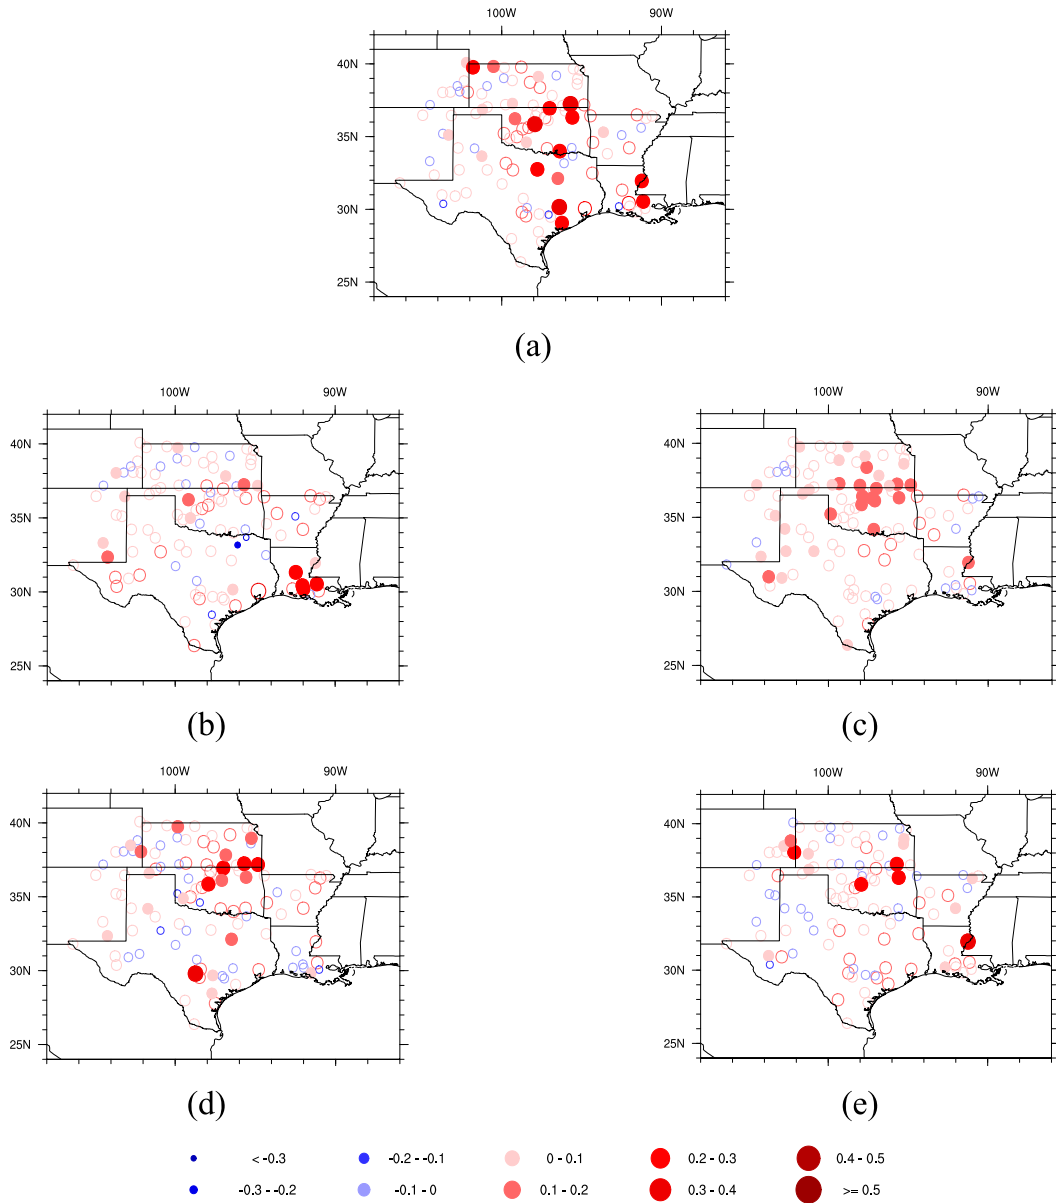 100W 90W
40N
35N
30N
25N
(a)
100W 90W 100W 90W
40N 40N
35N 35N
30N 30N
25N 25N
(b) (c)
100W 90W 100W 90W
40N 40N
35N 35N
30N 30N
25N 25N
(d) (e)
< -0.3 -0.2 - -0.1 0 - 0.1 0.2 - 0.3 0.4 - 0.5
-0.3 - -0.2 -0.1 - 0 0.1 - 0.2 0.3 - 0.4 >= 0.5